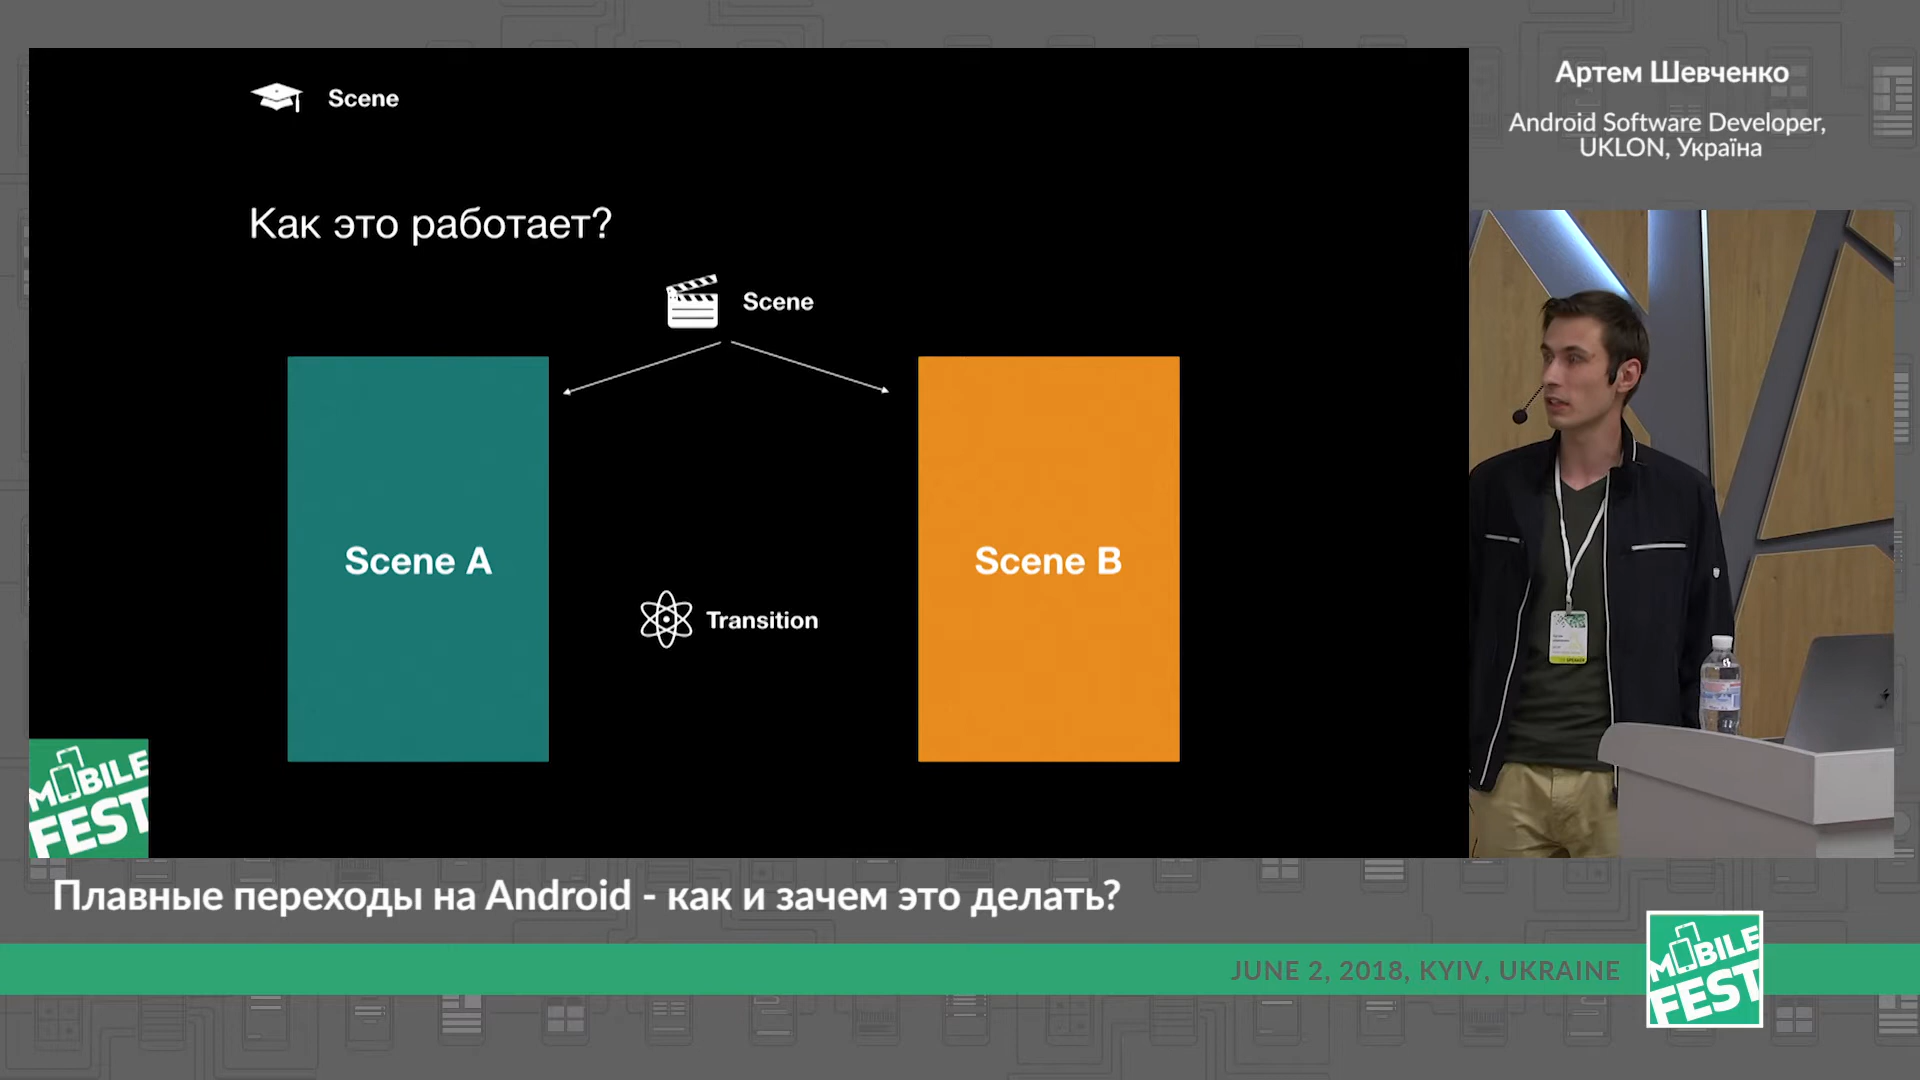 Scene
Как это работает?
Scene
Scene A
Scene B
Transition
MOBILE
FEST
Артем Шевченко
Android Software Developer,
UKLON, Україна
SPEAKER
Плавные переходы на Android - как и зачем это делать?
JUNE 2, 2018, KYIV, UKRAINE
MOBILE
FEST